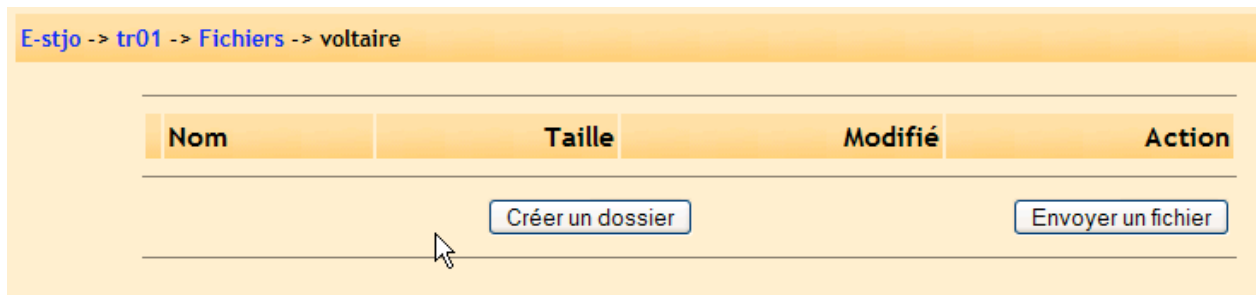 E-stjo -> tr01 -> Fichiers -> voltaire
Nom Taille Modifié Action
Créer un dossier Envoyer un fichier